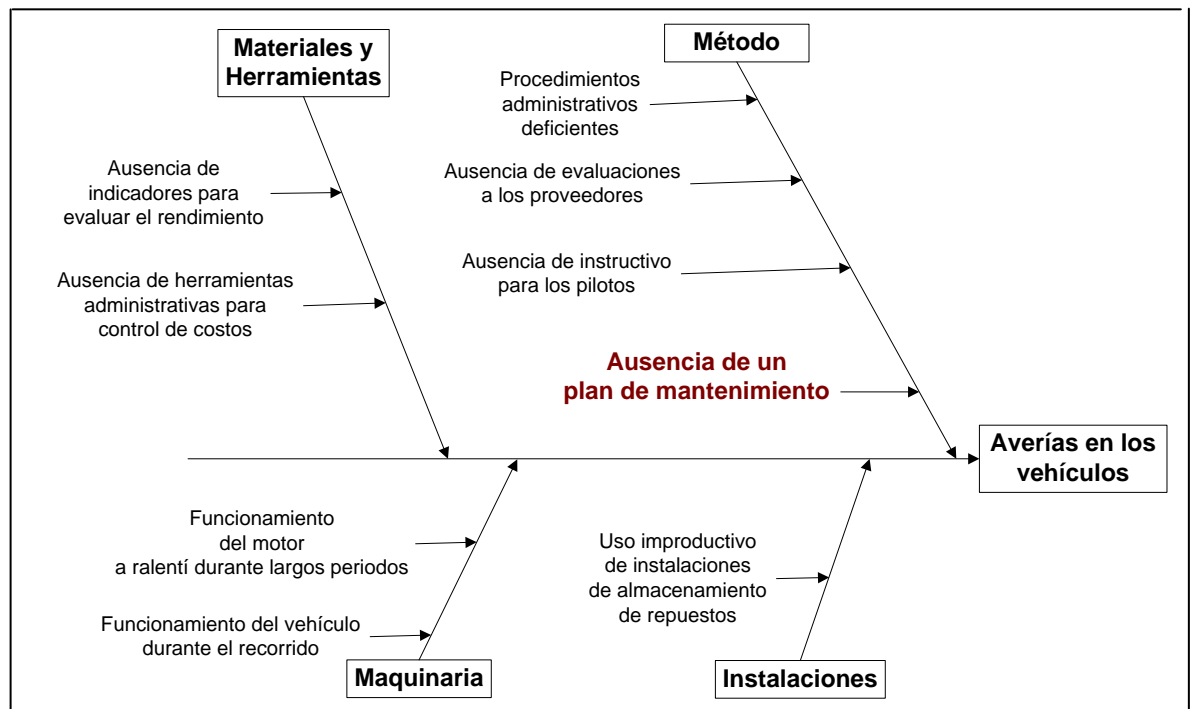 Materiales y
Herramientas
Ausencia de
indicadores para
evaluar el rendimiento
Ausencia de herramientas
administrativas para
control de costos
Método
Procedimientos
administrativos
deficientes
Ausencia de evaluaciones
a los proveedores
Ausencia de instructivo
para los pilotos
Ausencia de un
plan de mantenimiento
Averías en los
vehículos
Funcionamiento
del motor
a ralentí durante largos periodos
Funcionamiento del vehículo
durante el recorrido
Maquinaria
Uso improductivo
de instalaciones
de almacenamiento
de repuestos
Instalaciones